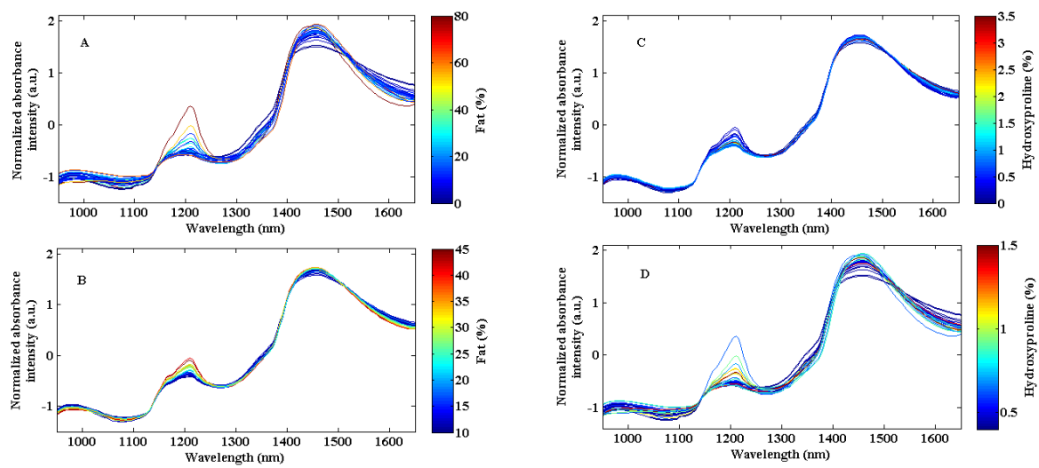 A
Normalized absorbance
intensity (a.u.)
2
1
0
-1
1000 1100 1200 1300 1400 1500 1600
Wavelength (nm)
80
60
40
20
0
Fat (%)
C
Normalized absorbance
intensity (a.u.)
2
1
0
-1
1000 1100 1200 1300 1400 1500 1600
Wavelength (nm)
3.5
3
2.5
2
1.5
1
0.5
0
Hydroxyproline (%)
B
Normalized absorbance
intensity (a.u.)
2
1
0
-1
1000 1100 1200 1300 1400 1500 1600
Wavelength (nm)
45
40
35
30
25
20
15
10
Fat (%)
D
Normalized absorbance
intensity (a.u.)
2
1
0
-1
1000 1100 1200 1300 1400 1500 1600
Wavelength (nm)
1.5
1
0.5
Hydroxyproline (%)